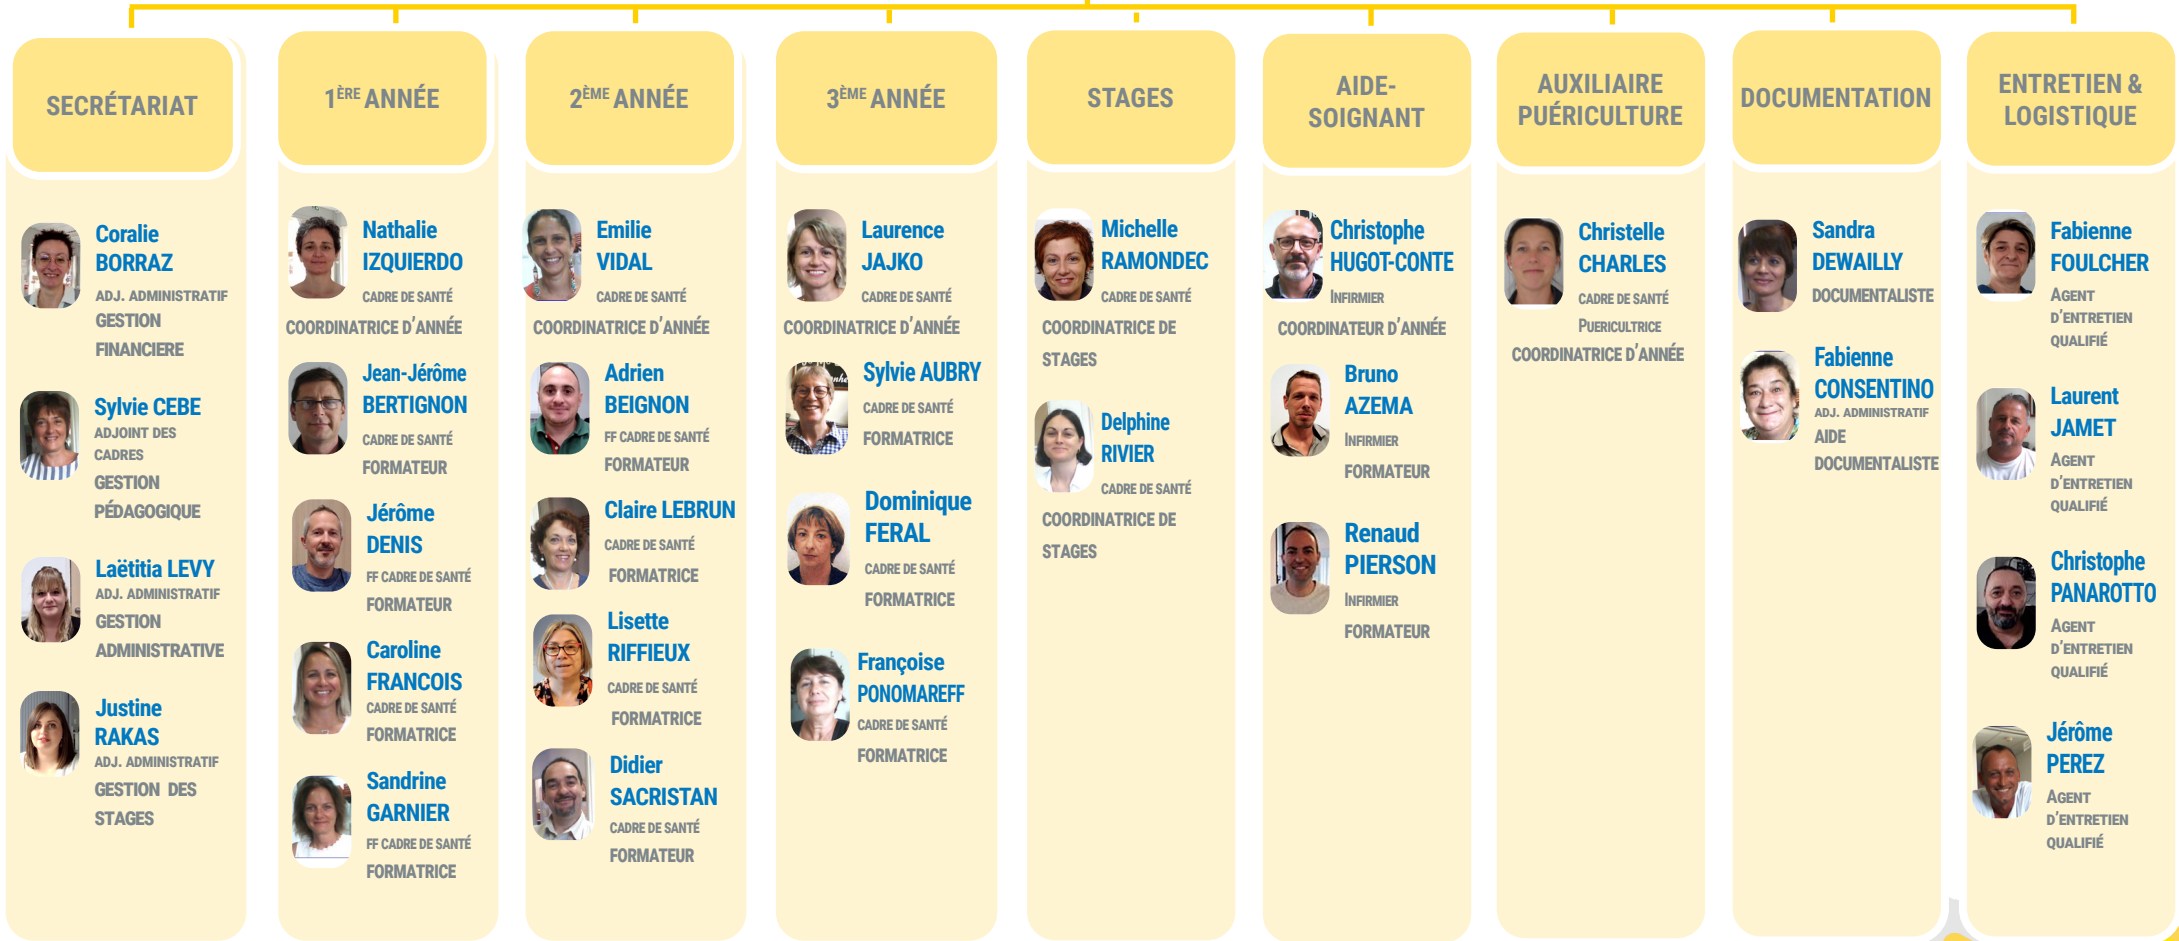 SECRÉTARIAT
Coralie
BORRAZ
ADJ. ADMINISTRATIF
GESTION
FINANCIERE
Sylvie CEBE
ADJOINT DES
CADRES
GESTION
PÉDAGOGIQUE
Laëtitia LEVY
ADJ. ADMINISTRATIF
GESTION
ADMINISTRATIVE
Justine
RAKAS
ADJ. ADMINISTRATIF
GESTION DES
STAGES
1ÈRE ANNÉE
Nathalie
IZQUIERDO
CADRE DE SANTÉ
COORDINATRICE D'ANNÉE
Jean-Jérôme
BERTIGNON
CADRE DE SANTÉ
FORMATEUR
Jérôme
DENIS
FF CADRE DE SANTÉ
FORMATEUR
Caroline
FRANCOIS
CADRE DE SANTÉ
FORMATRICE
Sandrine
GARNIER
FF CADRE DE SANTÉ
FORMATRICE
2ÈME ANNÉE
Emilie
VIDAL
CADRE DE SANTÉ
COORDINATRICE D'ANNÉE
Adrien
BEIGNON
FF CADRE DE SANTÉ
FORMATEUR
Claire LEBRUN
CADRE DE SANTÉ
FORMATRICE
Lisette
RIFFIEUX
CADRE DE SANTÉ
FORMATRICE
Didier
SACRISTAN
CADRE DE SANTÉ
FORMATEUR
3ÈME ANNÉE
Laurence
JAJKO
CADRE DE SANTÉ
COORDINATRICE D'ANNÉE
Sylvie AUBRY
CADRE DE SANTÉ
FORMATRICE
Dominique
FERAL
CADRE DE SANTÉ
FORMATRICE
Françoise
PONOMAREFF
CADRE DE SANTÉ
FORMATRICE
STAGES
Michelle
RAMONDEC
CADRE DE SANTÉ
COORDINATRICE DE
STAGES
Delphine
RIVIER
CADRE DE SANTÉ
COORDINATRICE DE
STAGES
AIDE-
SOIGNANT
Christophe
HUGOT-CONTE
INFIRMIER
COORDINATEUR D'ANNÉE
Bruno
AZEMA
INFIRMIER
FORMATEUR
Renaud
PIERSON
INFIRMIER
FORMATEUR
AUXILIAIRE
PUÉRICULTURE
Christelle
CHARLES
CADRE DE SANTÉ
PUERICULTRICE
COORDINATRICE D'ANNÉE
DOCUMENTATION
Sandra
DEWAILLY
DOCUMENTALISTE
Fabienne
CONSENTINO
ADJ. ADMINISTRATIF
AIDE
DOCUMENTALISTE
ENTRETIEN &
LOGISTIQUE
Fabienne
FOULCHER
AGENT
D'ENTRETIEN
QUALIFIÉ
Laurent
JAMET
AGENT
D'ENTRETIEN
QUALIFIÉ
Christophe
PANAROTTO
AGENT
D'ENTRETIEN
QUALIFIÉ
Jérôme
PEREZ
AGENT
D'ENTRETIEN
QUALIFIÉ